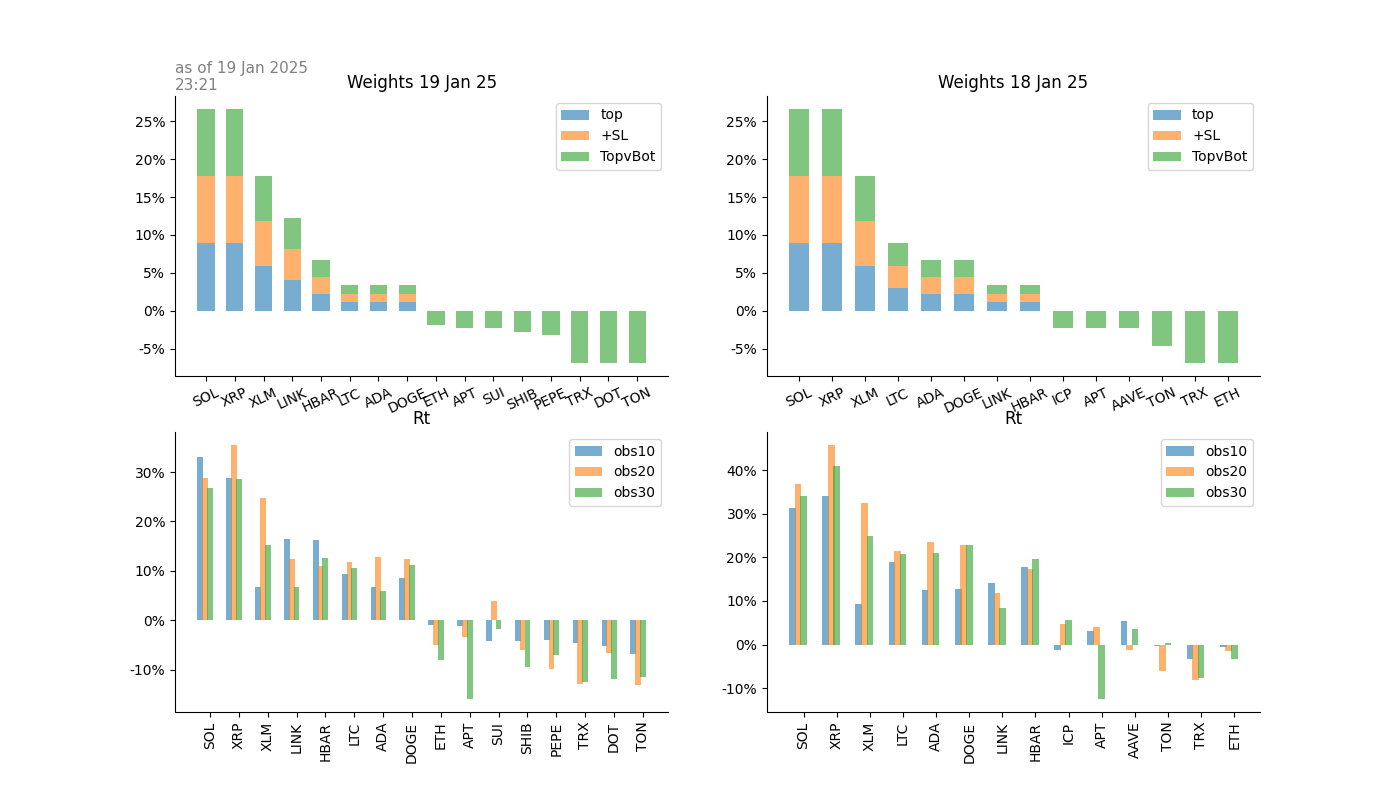 as of 19 Jan 2025
23:21
Weights 19 Jan 25
25%
20%
15%
10%
5%
0%
-5%
top
+SL
TopvBot
SOL XRP XLM LINK HBAR LTC ADA DOGE ETH APT SUI SHIB PEPE TRX DOT TON
Weights 18 Jan 25
25%
20%
15%
10%
5%
0%
-5%
top
+SL
TopvBot
SOL XRP XLM LTC ADA DOGE LINK HBAR ICP APT AAVE TON TRX ETH
Rt
30%
20%
10%
0%
-10%
obs10
obs20
obs30
SOL XRP XLM LINK HBAR LTC ADA DOGE ETH APT SUI SHIB PEPE TRX DOT TON
Rt
40%
30%
20%
10%
0%
-10%
obs10
obs20
obs30
SOL XRP XLM LTC ADA DOGE LINK HBAR ICP APT AAVE TON TRX ETH